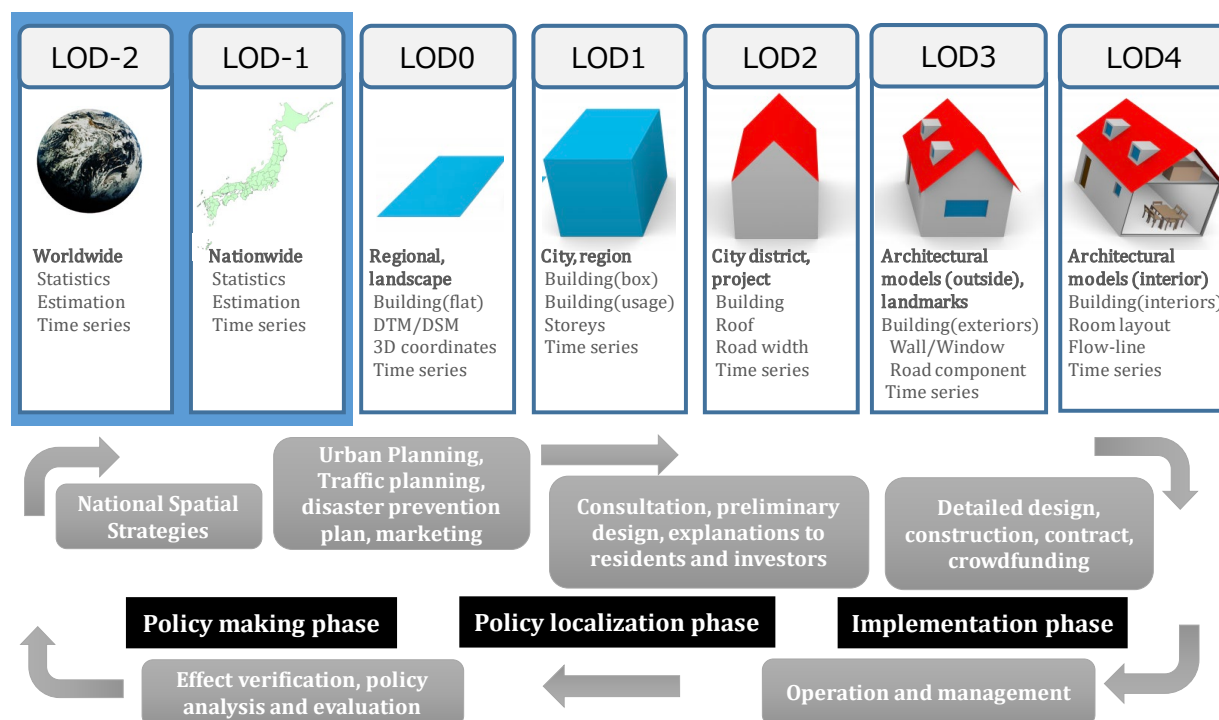 LOD-2
LOD-1
LOD0
LOD1
LOD2
LOD3
LOD4
Worldwide
Statistics
Estimation
Time series
Nationwide
Statistics
Estimation
Time series
Regional,
landscape
Building(flat)
DTM/DSM
3D coordinates
Time series
City, region
Building(box)
Building(usage)
Storeys
Time series
City district,
project
Building
Roof
Road width
Time series
Architectural
models (outside),
landmarks
Building(exteriors)
Wall/Window
Road component
Time series
Architectural
models (interior)
Building(interiors)
Room layout
Flow-line
Time series
National Spatial
Strategies
Urban Planning,
Traffic planning,
disaster prevention
plan, marketing
Consultation, preliminary
design, explanations to
residents and investors
Detailed design,
construction, contract,
crowdfunding
Policy making phase
Policy localization phase
Implementation phase
Effect verification, policy
analysis and evaluation
Operation and management